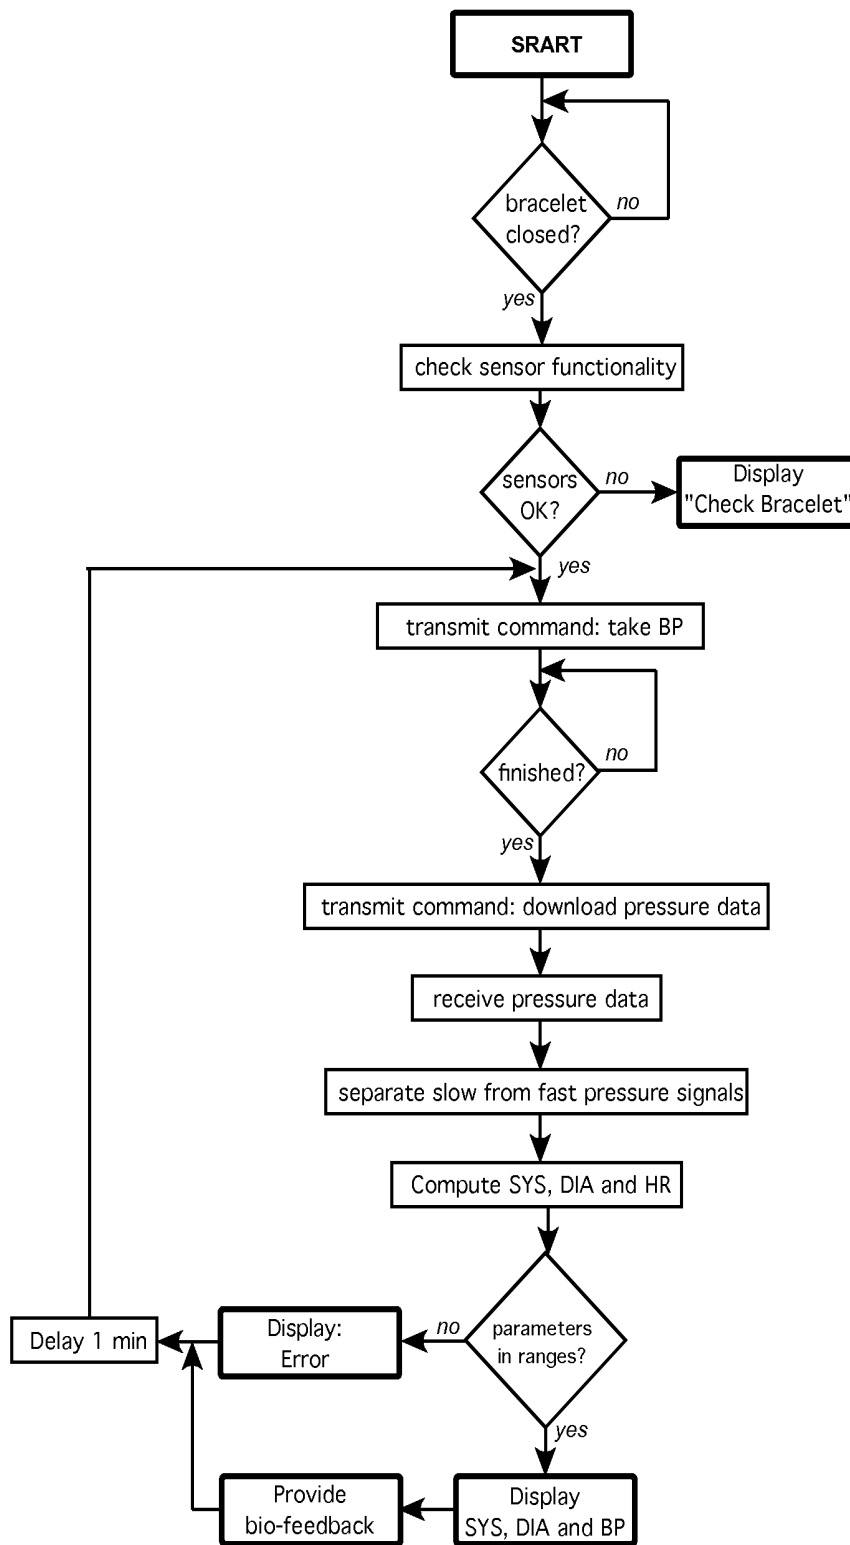 SRART
bracelet
closed?
no
yes
check sensor functionality
sensors
OK?
no
Display
"Check Bracelet"
yes
transmit command: take BP
finished?
no
yes
transmit command: download pressure data
receive pressure data
separate slow from fast pressure signals
Compute SYS, DIA and HR
parameters
in ranges?
no
Display:
Error
Delay 1 min
yes
Display
SYS, DIA and BP
Provide
bio-feedback